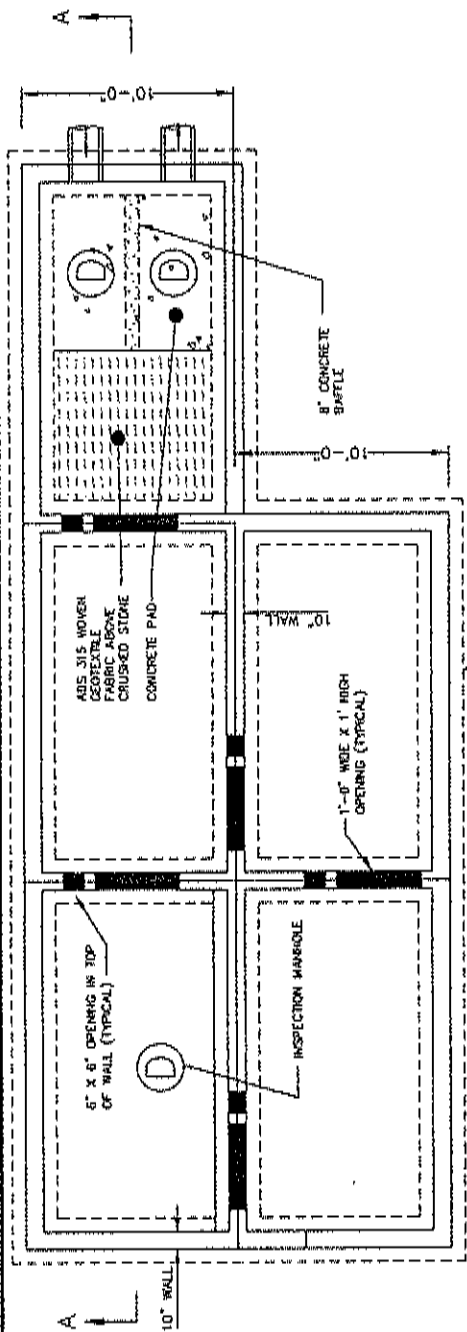 A
A
10'-0"
D
D
8" CONCRETE
BAFFLE
10'-0"
ADS 315 WOVEN
GEOTEXTILE
FABRIC ABOVE
CRUSHED STONE
CONCRETE PAD
10" WALL
1'-0" WIDE X 1' HIGH
OPENING (TYPICAL)
6" X 6" OPENING IN TOP
OF WALL (TYPICAL)
D
INSPECTION MANHOLE
10" WALL